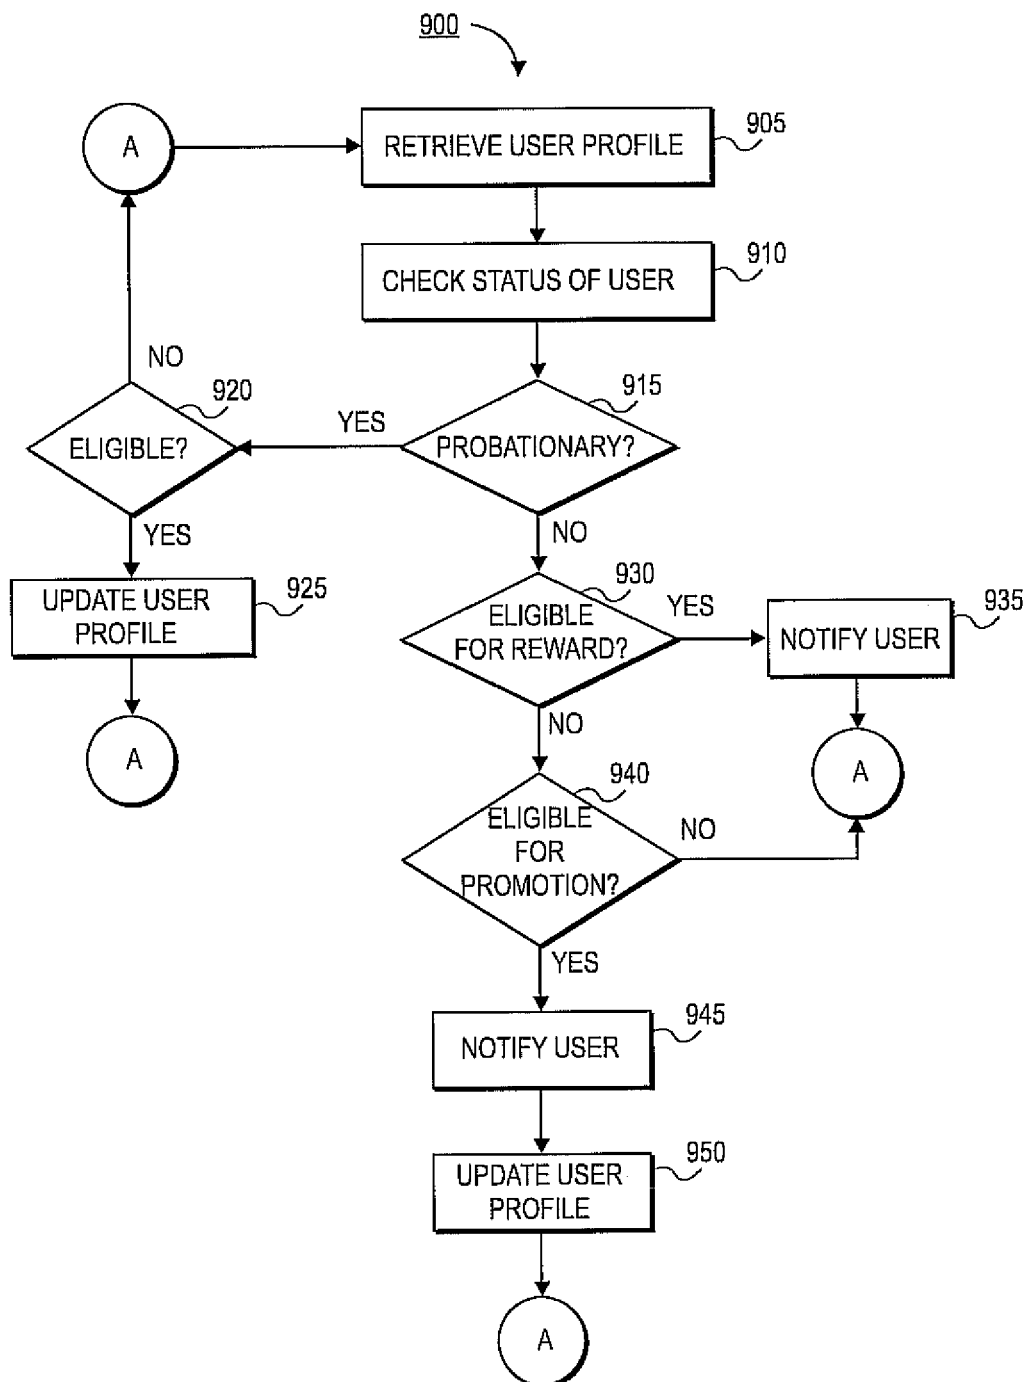 900
A
RETRIEVE USER PROFILE
905
CHECK STATUS OF USER
910
NO
920
ELIGIBLE?
YES
915
PROBATIONARY?
YES
NO
UPDATE USER
PROFILE
925
930
ELIGIBLE
FOR REWARD?
YES
935
NOTIFY USER
A
NO
A
940
ELIGIBLE
FOR
PROMOTION?
NO
YES
945
NOTIFY USER
950
UPDATE USER
PROFILE
A